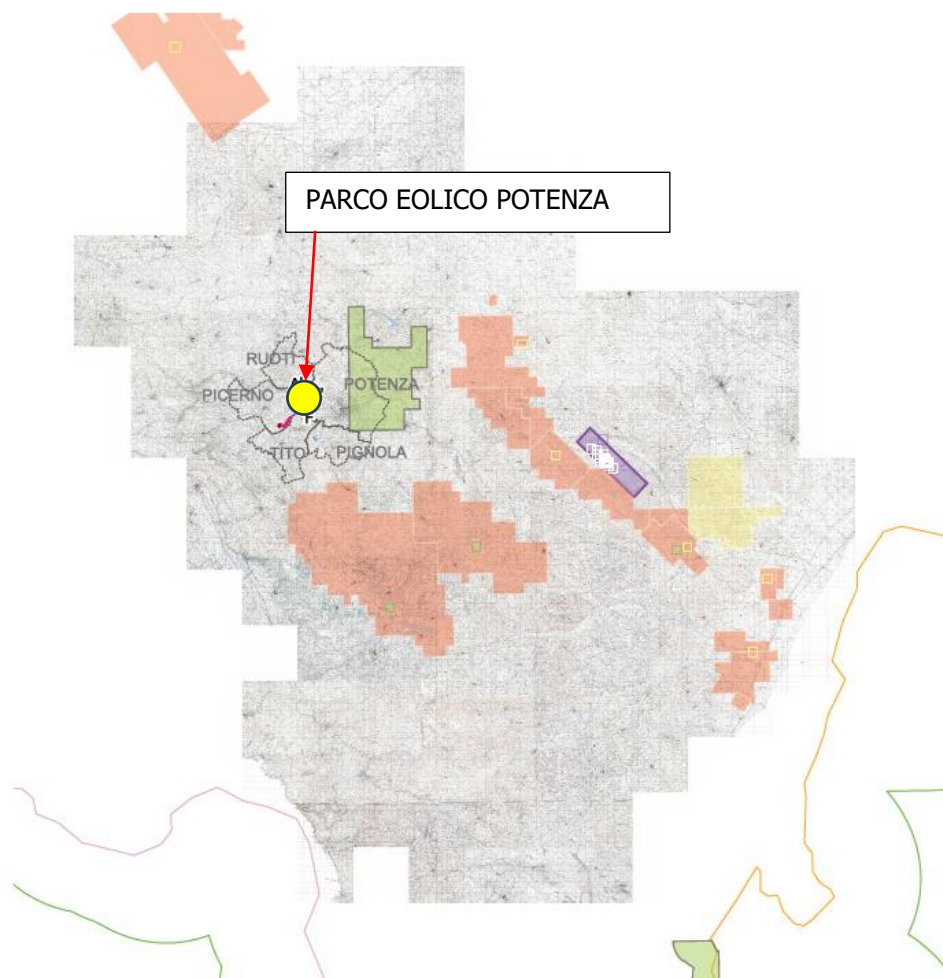 PARCO EOLICO POTENZA
RUOTI
PICERNO
POTENZA
TITO
PIGNOLA